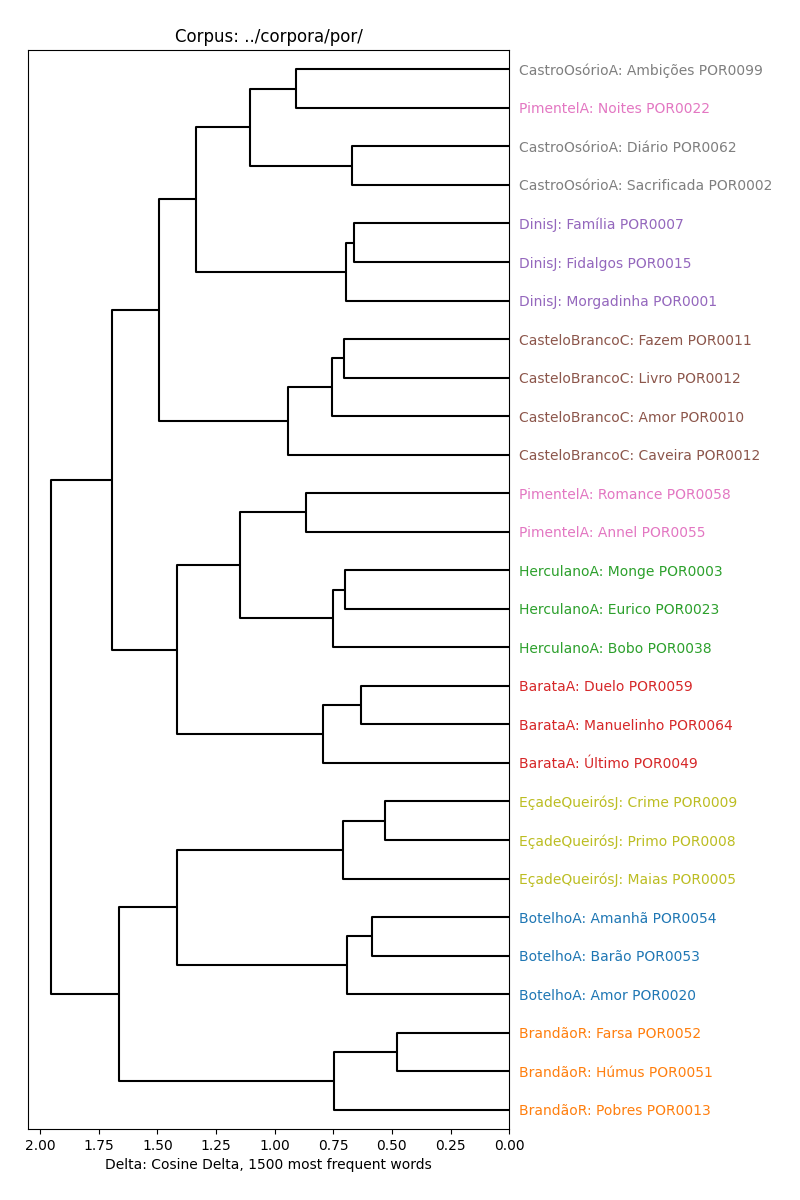 Corpus: ../corpora/por/
CastroOsórioA: Ambições POR0099
PimentelA: Noites POR0022
CastroOsórioA: Diário POR0062
CastroOsórioA: Sacrificada POR0002
DinisJ: Família POR0007
DinisJ: Fidalgos POR0015
DinisJ: Morgadinha POR0001
CasteloBrancoC: Fazem POR0011
CasteloBrancoC: Livro POR0012
CasteloBrancoC: Amor POR0010
CasteloBrancoC: Caveira POR0012
PimentelA: Romance POR0058
PimentelA: Annel POR0055
HerculanoA: Monge POR0003
HerculanoA: Eurico POR0023
HerculanoA: Bobo POR0038
BarataA: Duelo POR0059
BarataA: Manuelinho POR0064
BarataA: Último POR0049
EçadeQueirósJ: Crime POR0009
EçadeQueirósJ: Primo POR0008
EçadeQueirósJ: Maias POR0005
BotelhoA: Amanhã POR0054
BotelhoA: Barão POR0053
BotelhoA: Amor POR0020
BrandãoR: Farsa POR0052
BrandãoR: Húmus POR0051
BrandãoR: Pobres POR0013
2.00 1.75 1.50 1.25 1.00 0.75 0.50 0.25 0.00
Delta: Cosine Delta, 1500 most frequent words